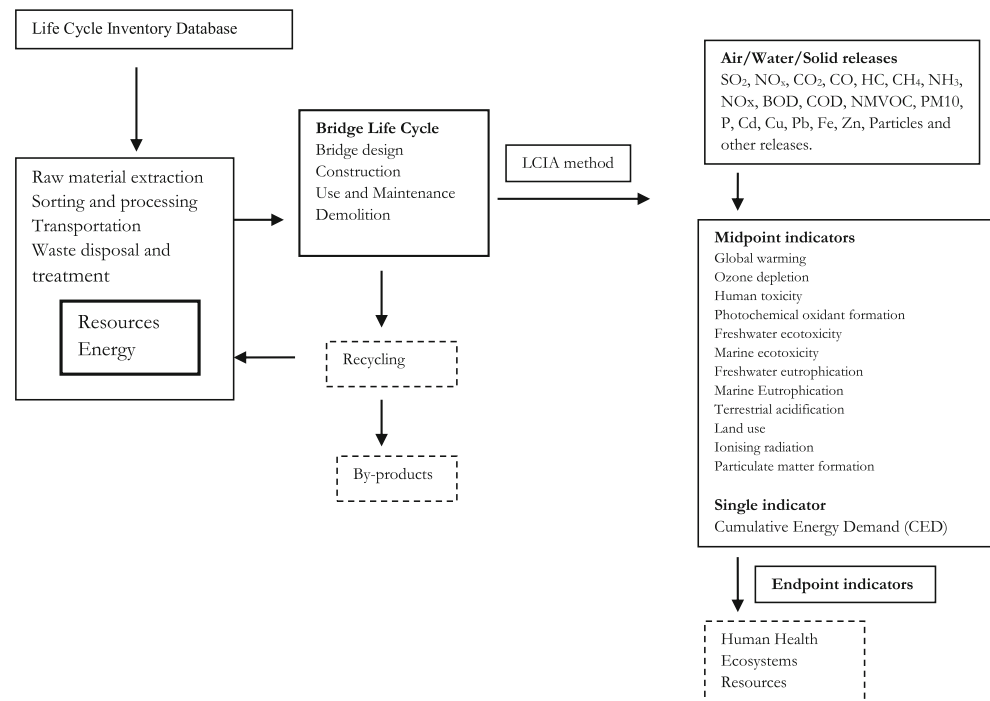 Life Cycle Inventory Database
Raw material extraction
Sorting and processing
Transportation
Waste disposal and
treatment
Resources
Energy
Bridge Life Cycle
Bridge design
Construction
Use and Maintenance
Demolition
Recycling
By-products
LCIA method
Air/Water/Solid releases
SO₂, NOₓ, CO₂, CO, HC, CH₄, NH₃,
NOx, BOD, COD, NMVOC, PM10,
P, Cd, Cu, Pb, Fe, Zn, Particles and
other releases.
Midpoint indicators
Global warming
Ozone depletion
Human toxicity
Photochemical oxidant formation
Freshwater ecotoxicity
Marine ecotoxicity
Freshwater eutrophication
Marine Eutrophication
Terrestrial acidification
Land use
Ionising radiation
Particulate matter formation
Single indicator
Cumulative Energy Demand (CED)
Endpoint indicators
Human Health
Ecosystems
Resources